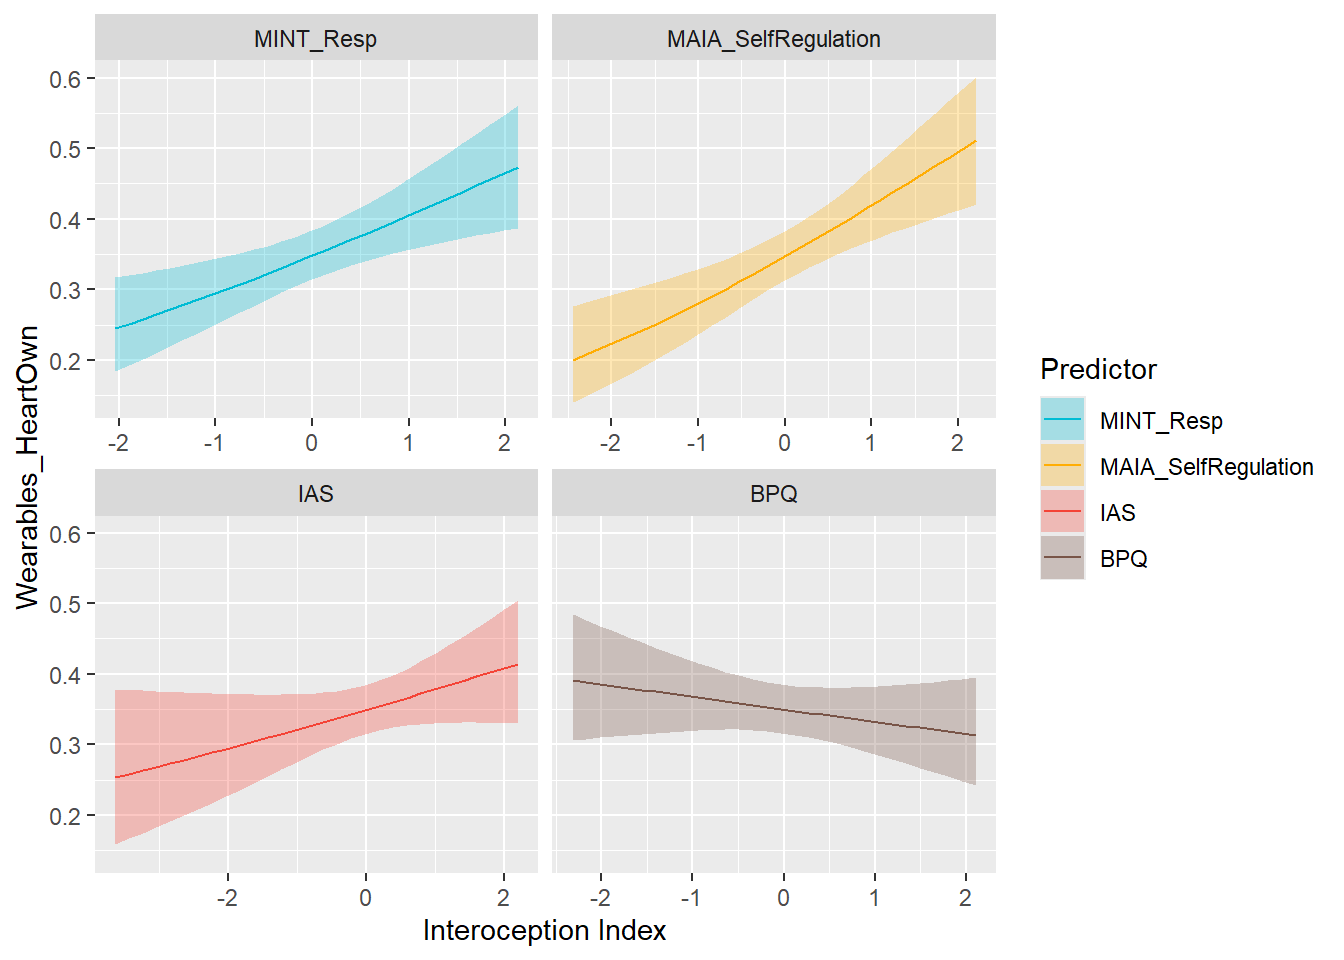 MINT_Resp
MAIA_SelfRegulation
0.6
0.5
0.4
0.3
0.2
-2 -1 0 1 2
-2 -1 0 1 2
IAS
BPQ
0.6
0.5
0.4
0.3
0.2
-2 0 2
-2 -1 0 1 2
Wearables_HeartOwn
Interoception Index
Predictor
MINT_Resp
MAIA_SelfRegulation
IAS
BPQ